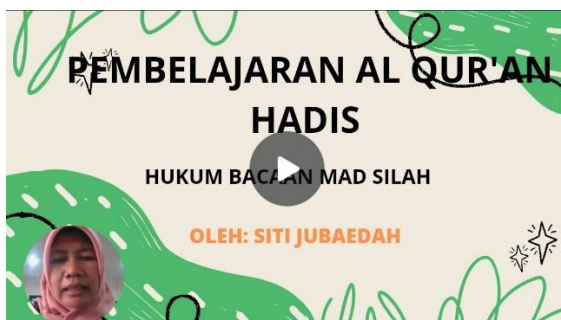 PEMBELAJARAN AL QUR'AN
HADIS
HUKUM BACAAN MAD SILAH
OLEH: SITI JUBAEDAH